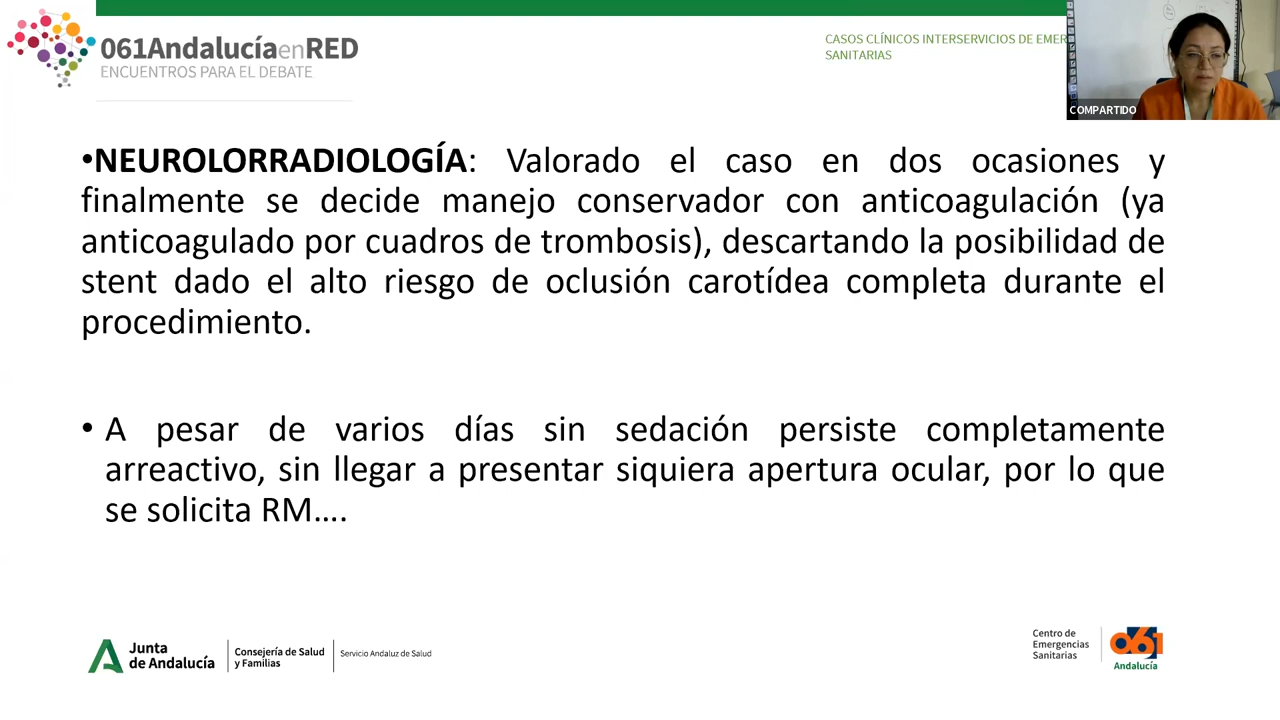 061AndalucíaenRED
ENCUENTROS PARA EL DEBATE
CASOS CLÍNICOS INTERSERVICIOS DE EMER
SANITARIAS
COMPARTIDO
•NEUROLORRADIOLOGÍA: Valorado el caso en dos ocasiones y
finalmente se decide manejo conservador con anticoagulación (ya
anticoagulado por cuadros de trombosis), descartando la posibilidad de
stent dado el alto riesgo de oclusión carotídea completa durante el
procedimiento.
• A pesar de varios días sin sedación persiste completamente
arreactivo, sin llegar a presentar siquiera apertura ocular, por lo que
se solicita RM....
Junta
de Andalucía
Consejería de Salud
y Familias
Servicio Andaluz de Salud
Centro de
Emergencias
Sanitarias
061
Andalucía